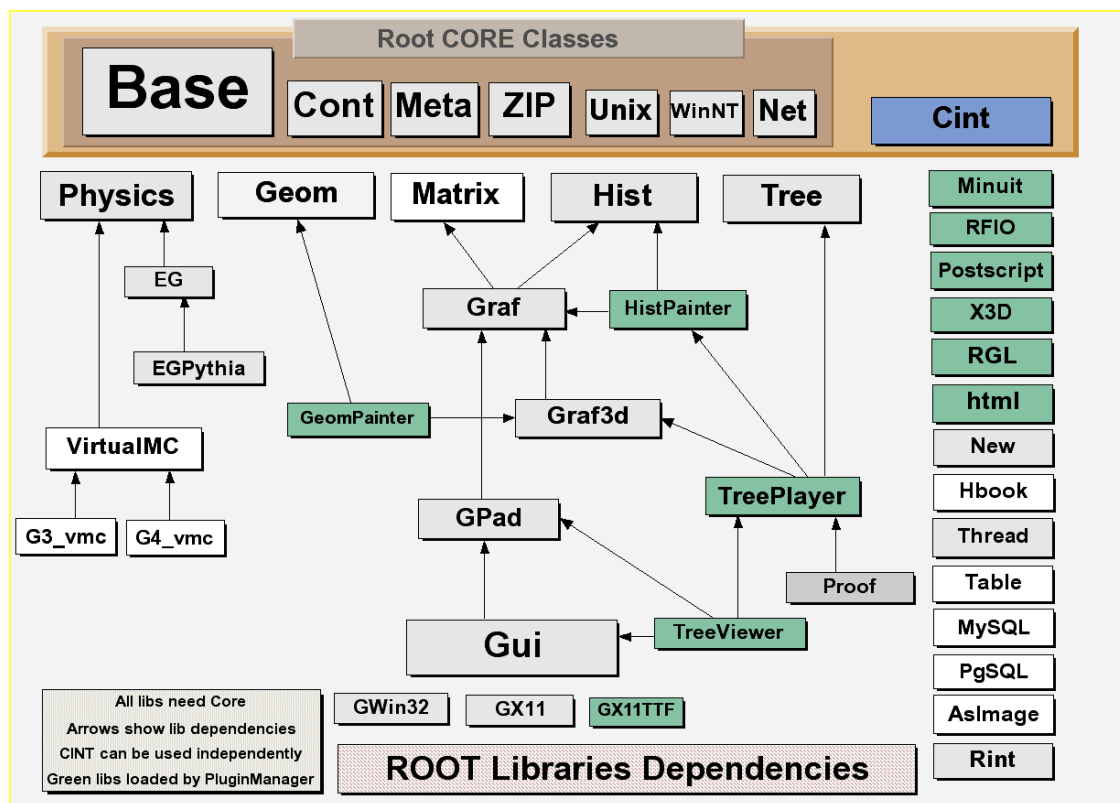 Root CORE Classes
Base
Cont
Meta
ZIP
Unix
WinNT
Net
Cint
Physics
Geom
Matrix
Hist
Tree
Minuit
RFIO
Postscript
X3D
RGL
html
New
Hbook
Thread
Table
MySQL
PgSQL
AsImage
Rint
EG
Graf
HistPainter
EGPythia
GeomPainter
Graf3d
VirtualMC
TreePlayer
GPad
G3_vmc
G4_vmc
Proof
Gui
TreeViewer
GWin32
GX11
GX11TTF
All libs need Core
Arrows show lib dependencies
CINT can be used independently
Green libs loaded by PluginManager
ROOT Libraries Dependencies